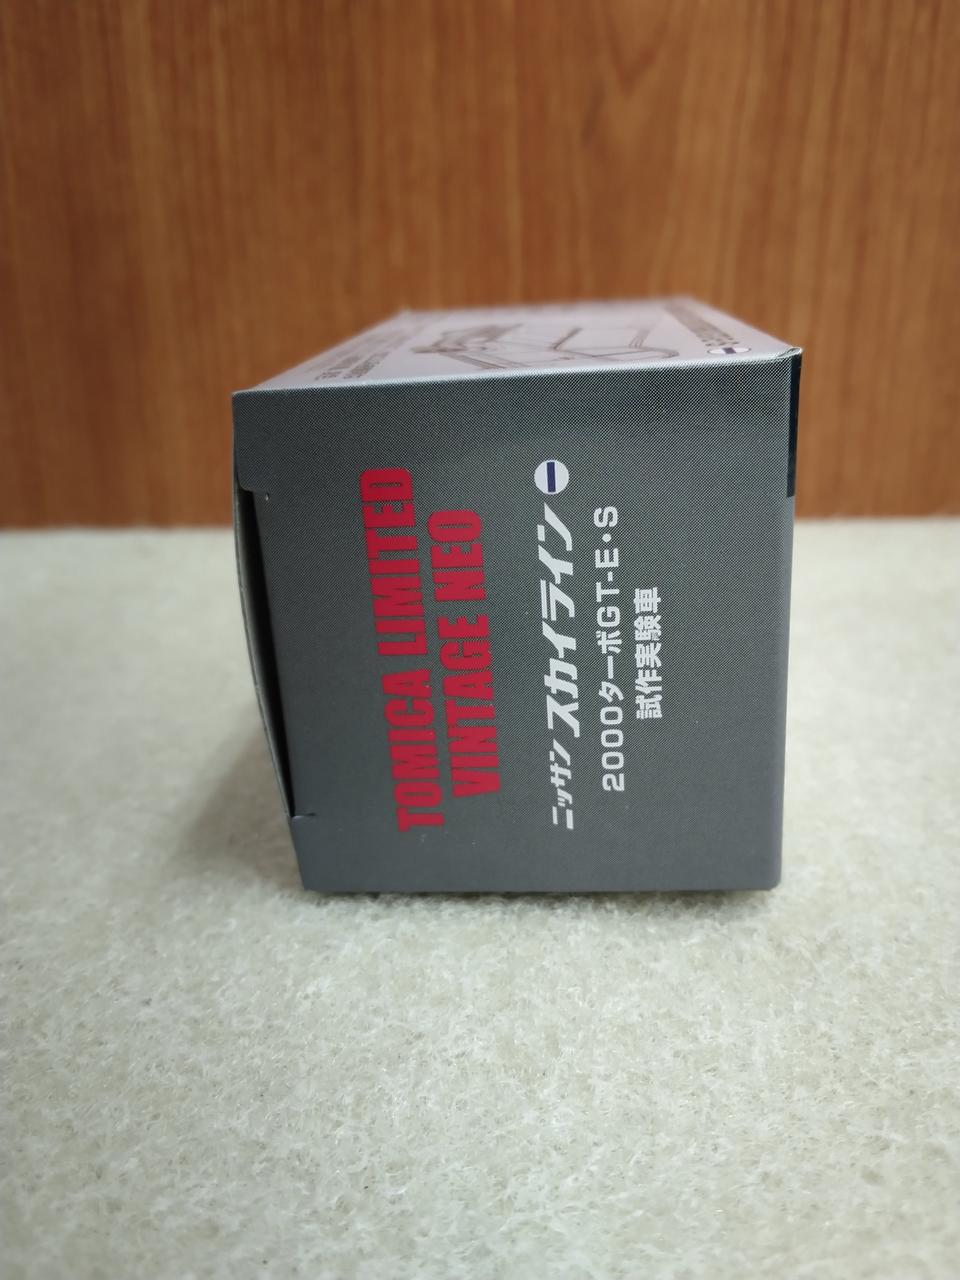 TOMICA LIMITED
VINTAGE NEO
ニッサン スカイライン
2000ターボGT-E・S
試作実験車